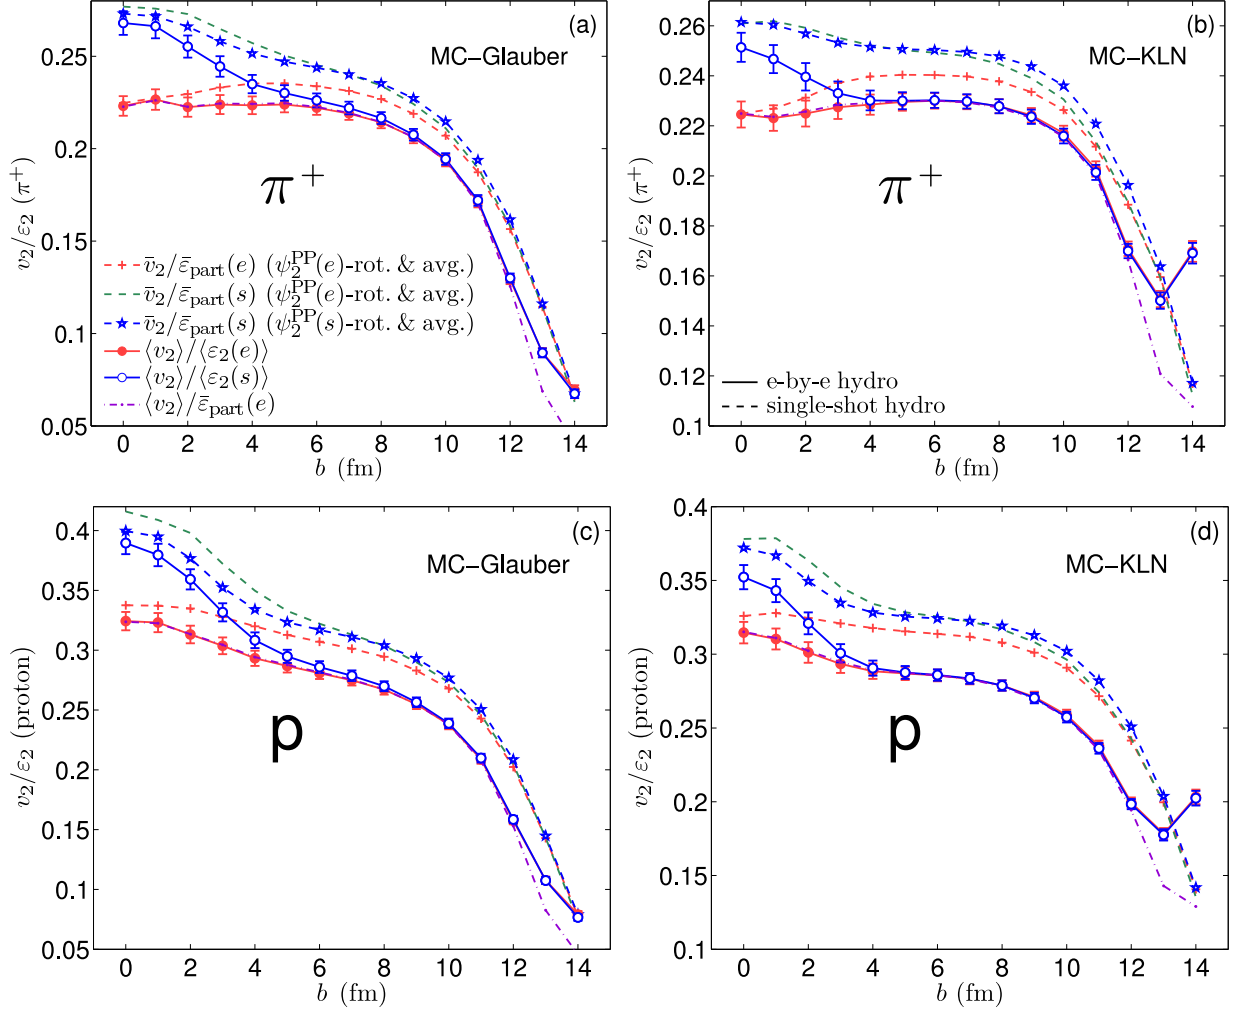 (a)
MC−Glauber
π⁺
v̄₂/ε̄part(e) (ψ₂ᴾᴾ(e)-rot. & avg.)
v̄₂/ε̄part(s) (ψ₂ᴾᴾ(e)-rot. & avg.)
v̄₂/ε̄part(s) (ψ₂ᴾᴾ(s)-rot. & avg.)
⟨v₂⟩/⟨ε₂(e)⟩
⟨v₂⟩/⟨ε₂(s)⟩
⟨v₂⟩/ε̄part(e)
v₂/ε₂ (π⁺)
0.25
0.2
0.15
0.1
0.05
0 2 4 6 8 10 12 14
b (fm)
(b)
MC−KLN
π⁺
e-by-e hydro
single-shot hydro
v₂/ε₂ (π⁺)
0.26
0.24
0.22
0.2
0.18
0.16
0.14
0.12
0.1
0 2 4 6 8 10 12 14
b (fm)
(c)
MC−Glauber
p
v₂/ε₂ (proton)
0.4
0.35
0.3
0.25
0.2
0.15
0.1
0.05
0 2 4 6 8 10 12 14
b (fm)
(d)
MC−KLN
p
v₂/ε₂ (proton)
0.4
0.35
0.3
0.25
0.2
0.15
0.1
0 2 4 6 8 10 12 14
b (fm)